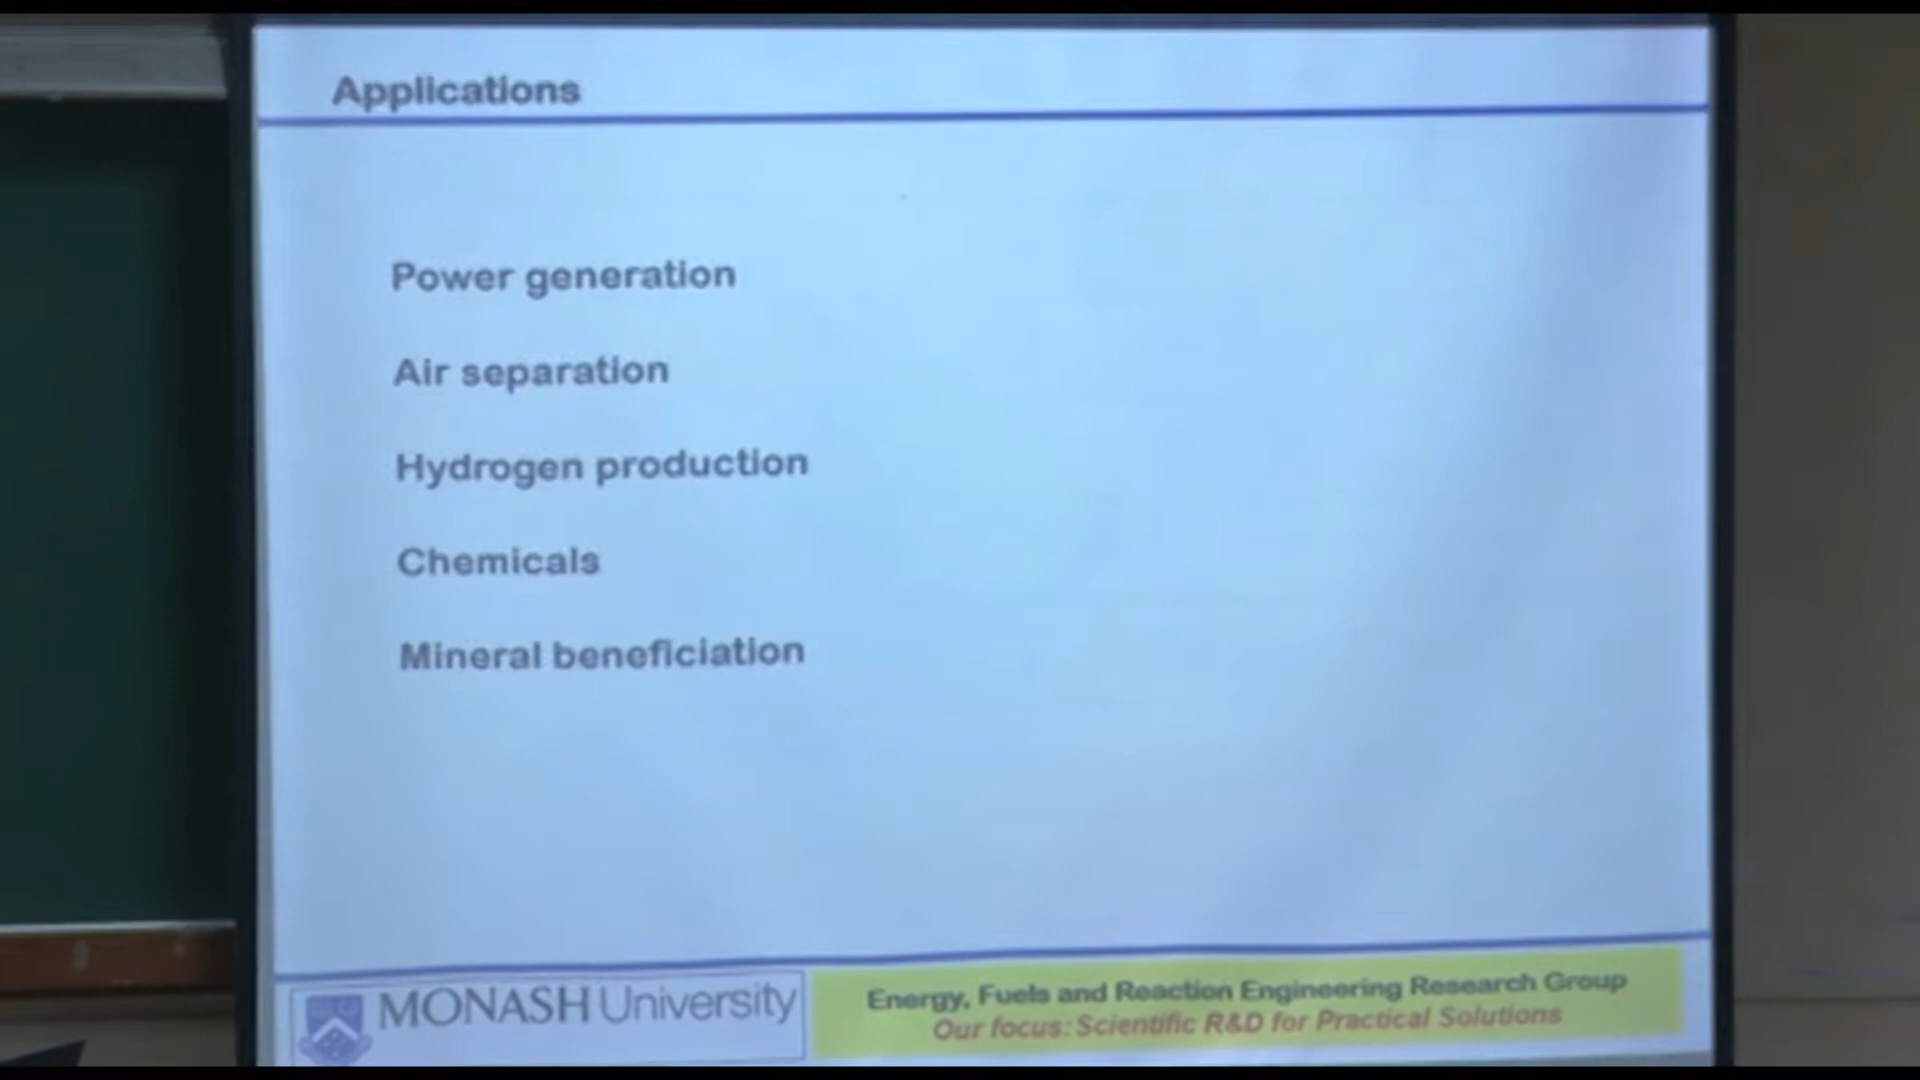 Applications
Power generation
Air separation
Hydrogen production
Chemicals
Mineral beneficiation
MONASH University
Energy, Fuels and Reaction Engineering Research Group
Our focus: Scientific R&D for Practical Solutions